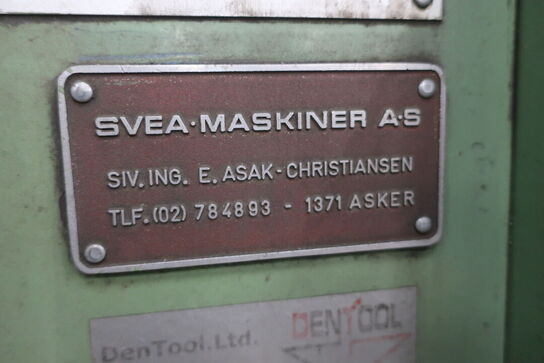 SVEA·MASKINER A·S
SIV. ING. E. ASAK - CHRISTIANSEN
TLF. (02) 784893 - 1371 ASKER
DenTool.Ltd. DENTOOL